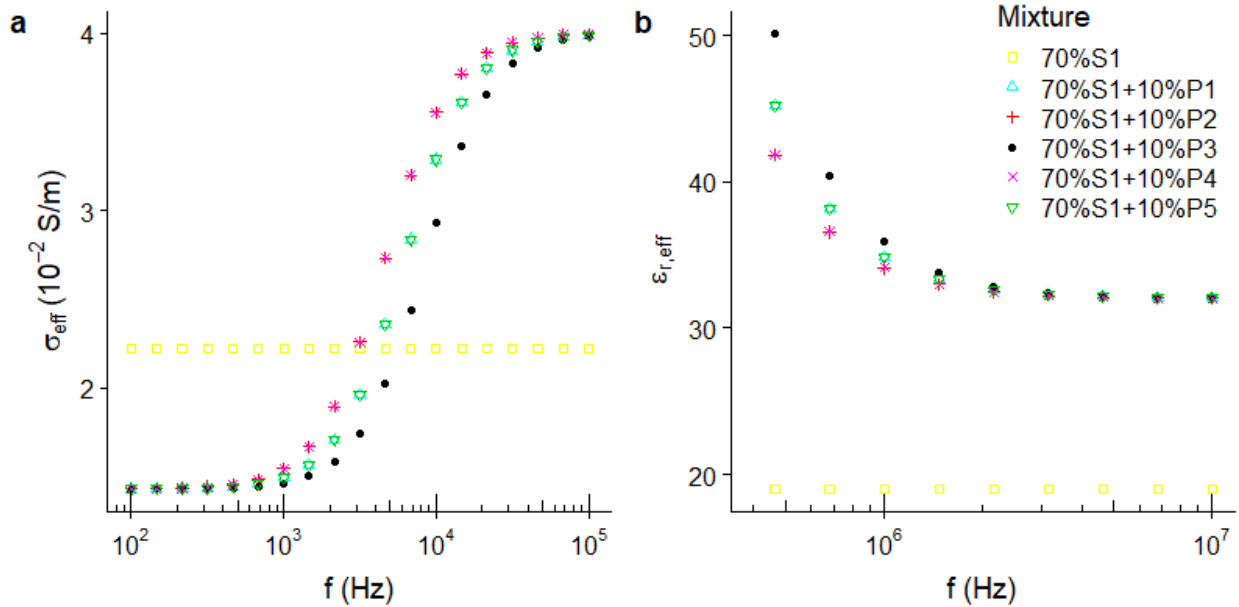 a
4
3
2
σeff (10⁻² S/m)
10² 10³ 10⁴ 10⁵
f (Hz)
b
50
40
30
20
εr,eff
10⁶ 10⁷
f (Hz)
Mixture
70%S1
70%S1+10%P1
70%S1+10%P2
70%S1+10%P3
70%S1+10%P4
70%S1+10%P5